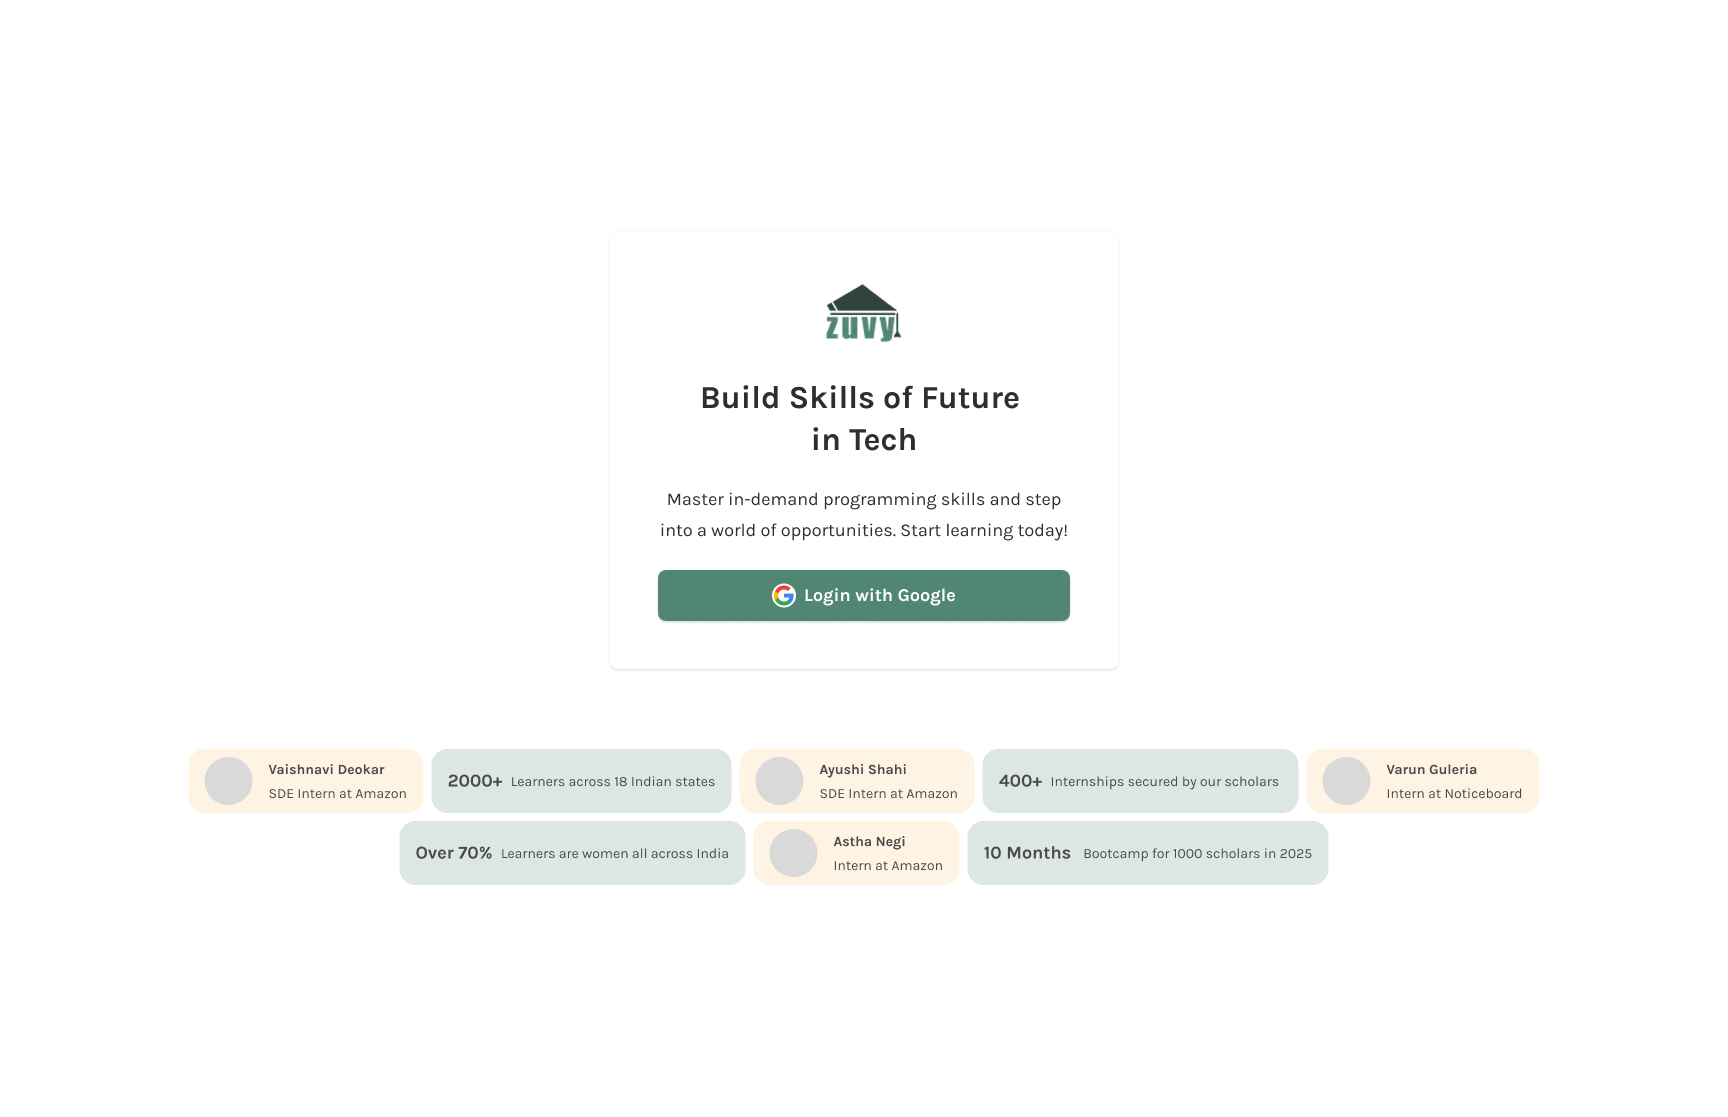 zuvy
Build Skills of Future
in Tech
Master in-demand programming skills and step
into a world of opportunities. Start learning today!
Login with Google
Vaishnavi Deokar
SDE Intern at Amazon
2000+ Learners across 18 Indian states
Ayushi Shahi
SDE Intern at Amazon
400+ Internships secured by our scholars
Varun Guleria
Intern at Noticeboard
Over 70% Learners are women all across India
Astha Negi
Intern at Amazon
10 Months Bootcamp for 1000 scholars in 2025